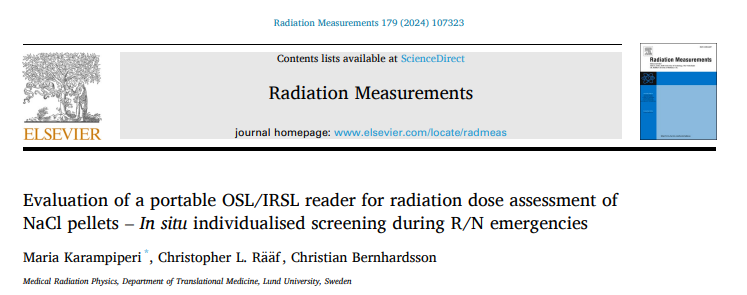 Radiation Measurements 179 (2024) 107323
Contents lists available at ScienceDirect
Radiation Measurements
journal homepage: www.elsevier.com/locate/radmeas
ELSEVIER
Radiation Measurements
Evaluation of a portable OSL/IRSL reader for radiation dose assessment of
NaCl pellets – In situ individualised screening during R/N emergencies
Maria Karampiperi *, Christopher L. Rääf, Christian Bernhardsson
Medical Radiation Physics, Department of Translational Medicine, Lund University, Sweden